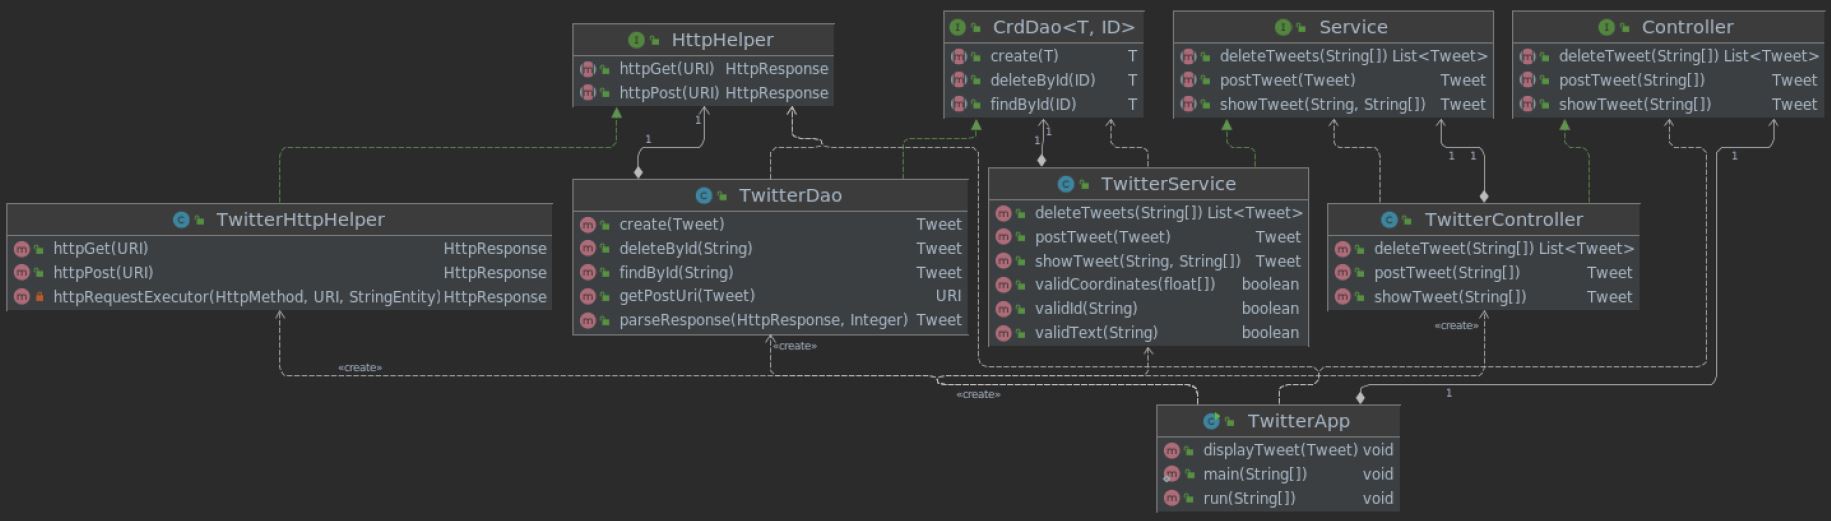 HttpHelper
httpGet(URI) HttpResponse
httpPost(URI) HttpResponse
CrdDao<T, ID>
create(T) T
deleteById(ID) T
findById(ID) T
Service
deleteTweets(String[]) List<Tweet>
postTweet(Tweet) Tweet
showTweet(String, String[]) Tweet
Controller
deleteTweet(String[]) List<Tweet>
postTweet(String[]) Tweet
showTweet(String[]) Tweet
1
1
1
1
1
1
1
TwitterHttpHelper
httpGet(URI) HttpResponse
httpPost(URI) HttpResponse
httpRequestExecutor(HttpMethod, URI, StringEntity) HttpResponse
TwitterDao
create(Tweet) Tweet
deleteById(String) Tweet
findById(String) Tweet
getPostUri(Tweet) URI
parseResponse(HttpResponse, Integer) Tweet
TwitterService
deleteTweets(String[]) List<Tweet>
postTweet(Tweet) Tweet
showTweet(String, String[]) Tweet
validCoordinates(float[]) boolean
validId(String) boolean
validText(String) boolean
TwitterController
deleteTweet(String[]) List<Tweet>
postTweet(String[]) Tweet
showTweet(String[]) Tweet
«create»
«create»
«create»
«create»
1
TwitterApp
displayTweet(Tweet) void
main(String[]) void
run(String[]) void